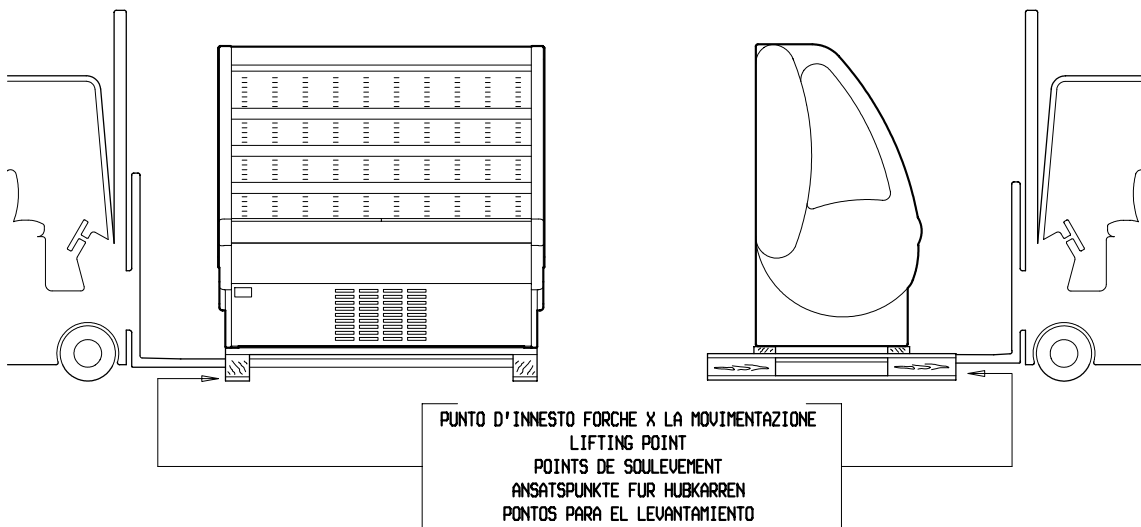 PUNTO D'INNESTO FORCHE X LA MOVIMENTAZIONE
LIFTING POINT
POINTS DE SOULEVEMENT
ANSATSPUNKTE FUR HUBKARREN
PONTOS PARA EL LEVANTAMIENTO